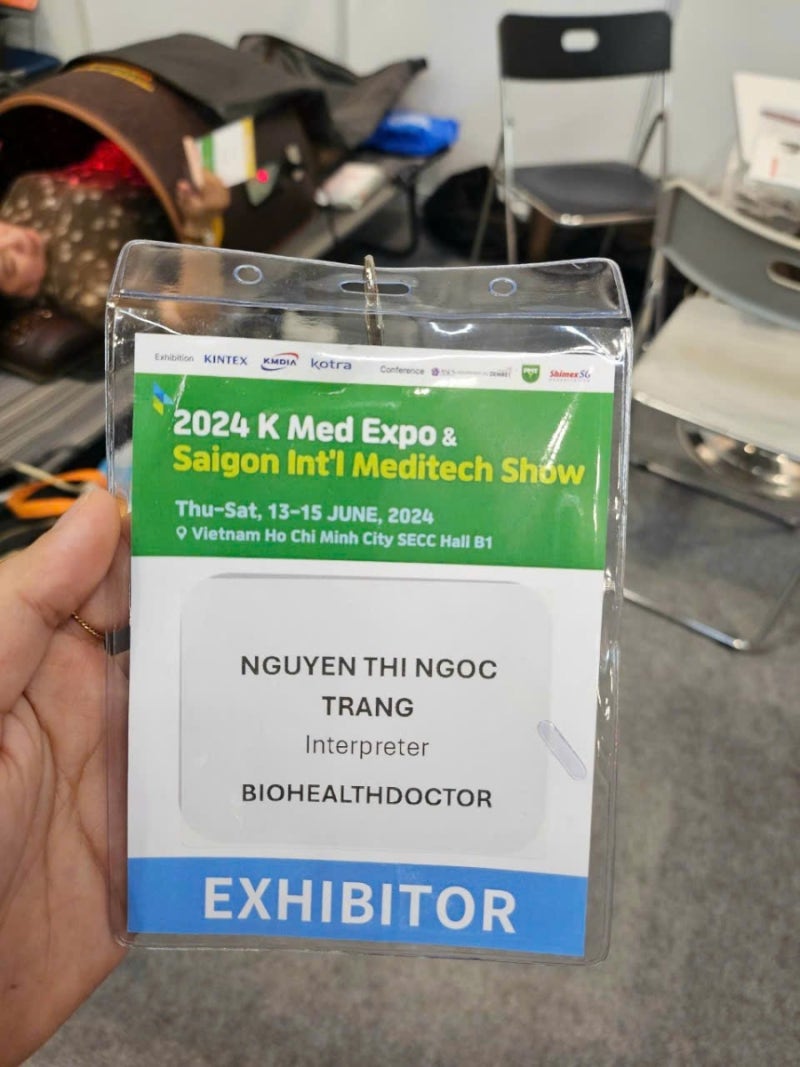 Exhibition KINTEX KMDIA kotra Conference ShimexSG
2024 K Med Expo &
Saigon Int'l Meditech Show
Thu-Sat, 13-15 JUNE, 2024
Vietnam Ho Chi Minh City SECC Hall B1
NGUYEN THI NGOC
TRANG
Interpreter
BIOHEALTHDOCTOR
EXHIBITOR